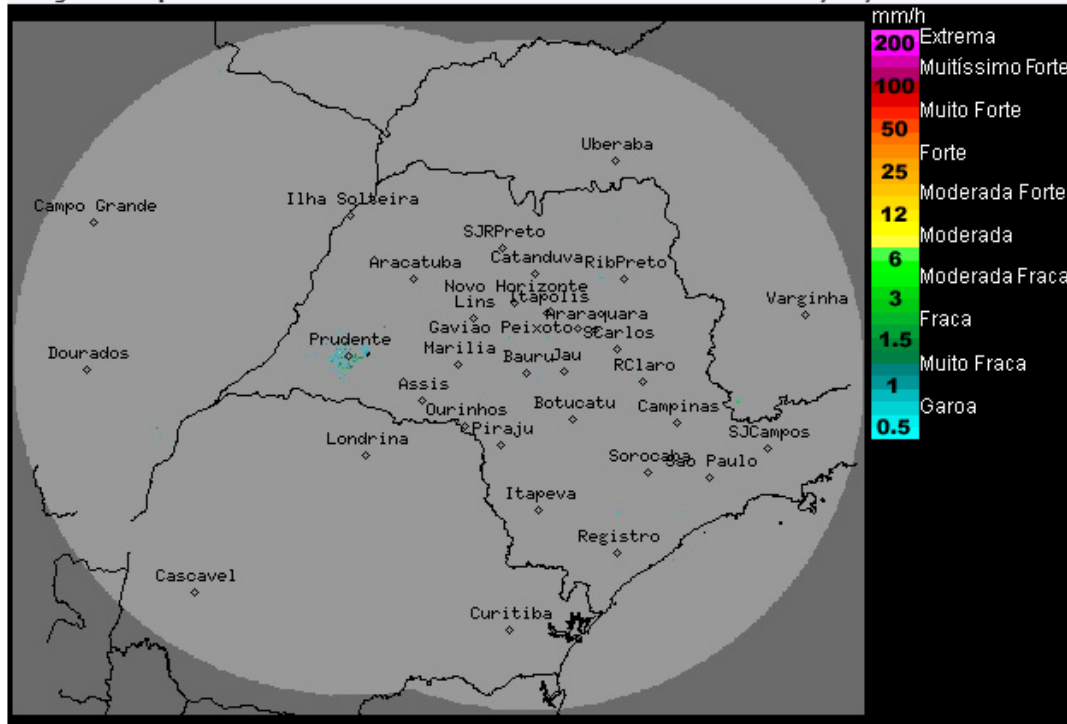 mm/h
200 Extrema
Muitíssimo Forte
100
Muito Forte
50
Forte
25
Moderada Forte
12
Moderada
6
Moderada Fraca
3
Fraca
1.5
Muito Fraca
1
Garoa
0.5
Uberaba
Campo Grande
Ilha Solteira
SJRPreto
Catanduva
Aracatuba
RibPreto
Novo Horizonte
Itapolis
Lins
Varginha
Araraquara
Gavião Peixoto
SCarlos
Prudente
Dourados
Marilia
Bauru
Jau
RClaro
Assis
Ourinhos
Botucatu
Campinas
Piraju
SJCampos
Londrina
Sorocaba
Sao Paulo
Itapeva
Registro
Cascavel
Curitiba